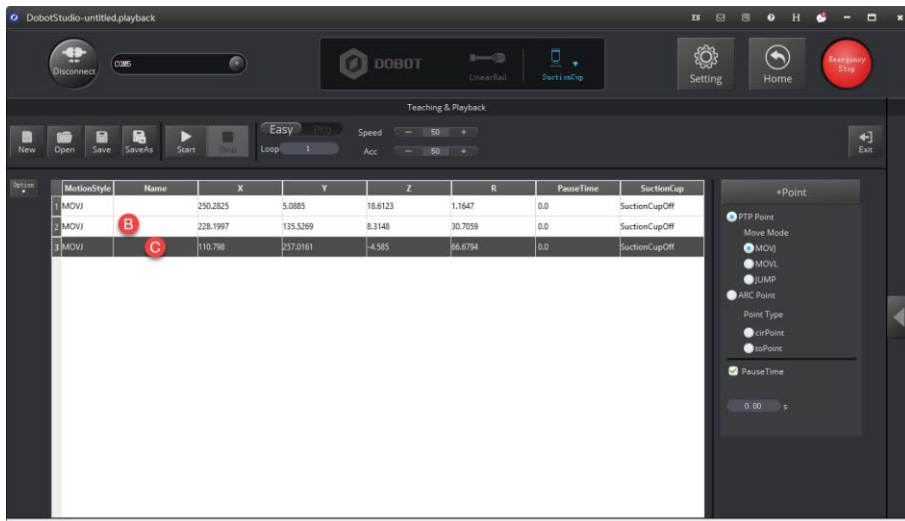 DobotStudio-untitled.playback
H
Disconnect
COM5
DOBOT
LinearRail
SuctionCup
Setting
Home
Emergency
Stop
Teaching & Playback
New
Open
Save
SaveAs
Start
Stop
Easy
Pro
Loop
1
Speed
— 50 +
Acc
— 50 +
Exit
Option
MotionStyle Name X Y Z R PauseTime SuctionCup
1 MOVJ 250.2825 5.0885 18.6123 1.1647 0.0 SuctionCupOff
2 MOVJ B 228.1997 135.5269 8.3148 30.7059 0.0 SuctionCupOff
3 MOVJ C 110.798 257.0161 -4.585 66.6794 0.0 SuctionCupOff
+Point
PTP Point
Move Mode
MOVJ
MOVL
JUMP
ARC Point
Point Type
cirPoint
toPoint
PauseTime
0.00 s